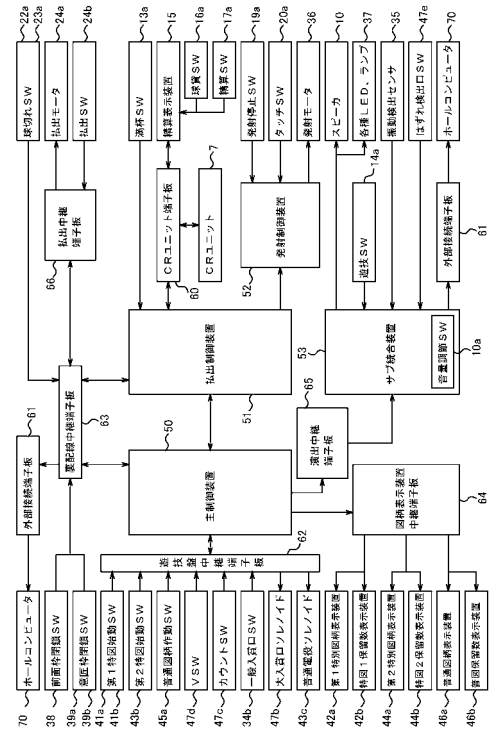 22a 球切れSW
23a
24a 払出モータ
24b 払出SW
66 払出中継端子板
13a 満杯SW
15 精算表示装置
16a 球貸SW
17a 精算SW
CRユニット端子板 60
CRユニット 7
19a 発射停止SW
20a タッチSW
36 発射モータ
発射制御装置 52
10 スピーカ
37 各種LED、ランプ
35 振動検出センサ
47e はずれ検出口SW
70 ホールコンピュータ
14a 遊技SW
外部接続端子板 61
払出制御装置 51
53 サブ統合装置
音量調節SW 10a
61 外部接続端子板
裏配線中継端子板 63
50 主制御装置
65 演出中継端子板
62 遊技盤中継端子板
図柄表示装置中継端子板 64
70 ホールコンピュータ
38 前面枠閉鎖SW
39a 意匠枠閉鎖SW
39b
41a 第1特図始動SW
41b
43b 第2特図始動SW
45a 普通図柄作動SW
47d VSW
47c カウントSW
34b 一般入賞口SW
47b 大入賞口ソレノイド
43c 普通電役ソレノイド
42a 第1特別図柄表示装置
42b 特図1保留数表示装置
44a 第2特別図柄表示装置
44b 特図2保留数表示装置
46a 普通図柄表示装置
46b 普図保留数表示装置